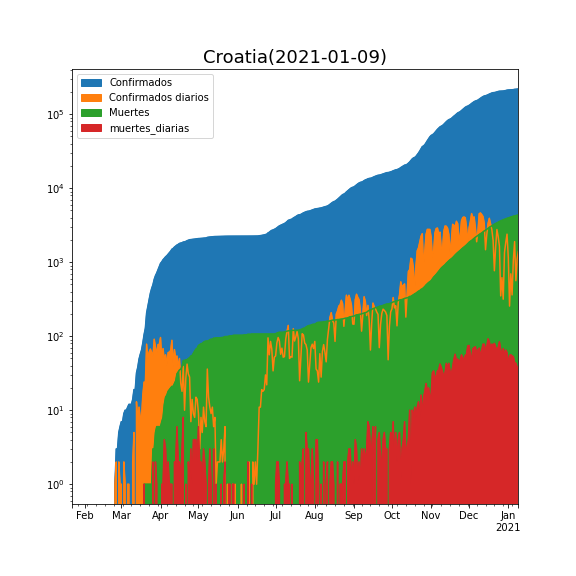 Croatia(2021-01-09)
Confirmados
Confirmados diarios
Muertes
muertes_diarias
10⁵
10⁴
10³
10²
10¹
10⁰
Feb Mar Apr May Jun Jul Aug Sep Oct Nov Dec Jan
2021